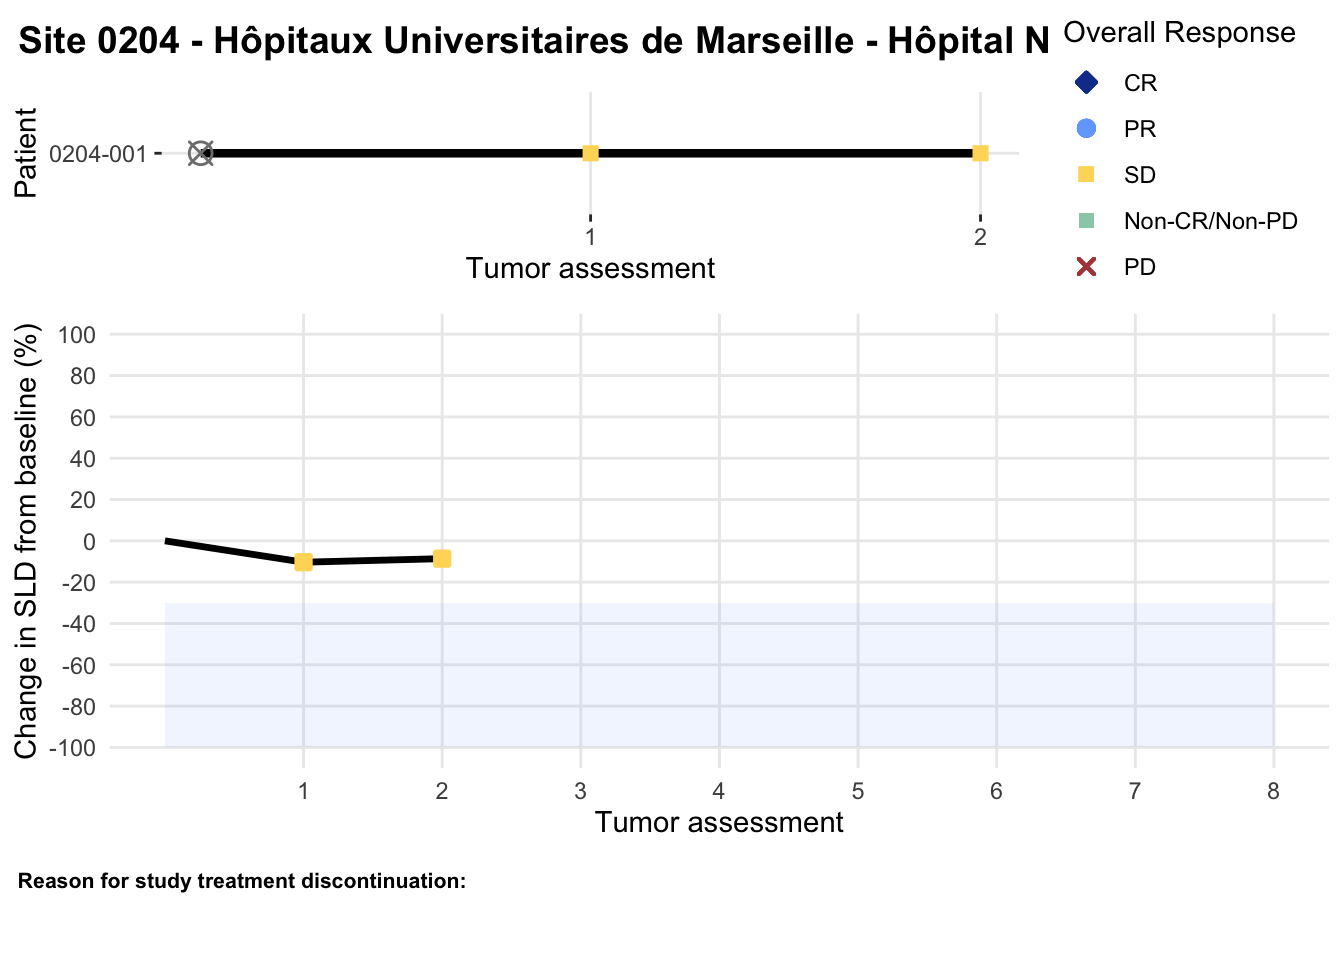 Site 0204 - Hôpitaux Universitaires de Marseille - Hôpital N
Overall Response
CR
PR
SD
Non-CR/Non-PD
PD
Patient
0204-001
1
2
Tumor assessment
Change in SLD from baseline (%)
100
80
60
40
20
0
-20
-40
-60
-80
-100
1
2
3
4
5
6
7
8
Tumor assessment
Reason for study treatment discontinuation: